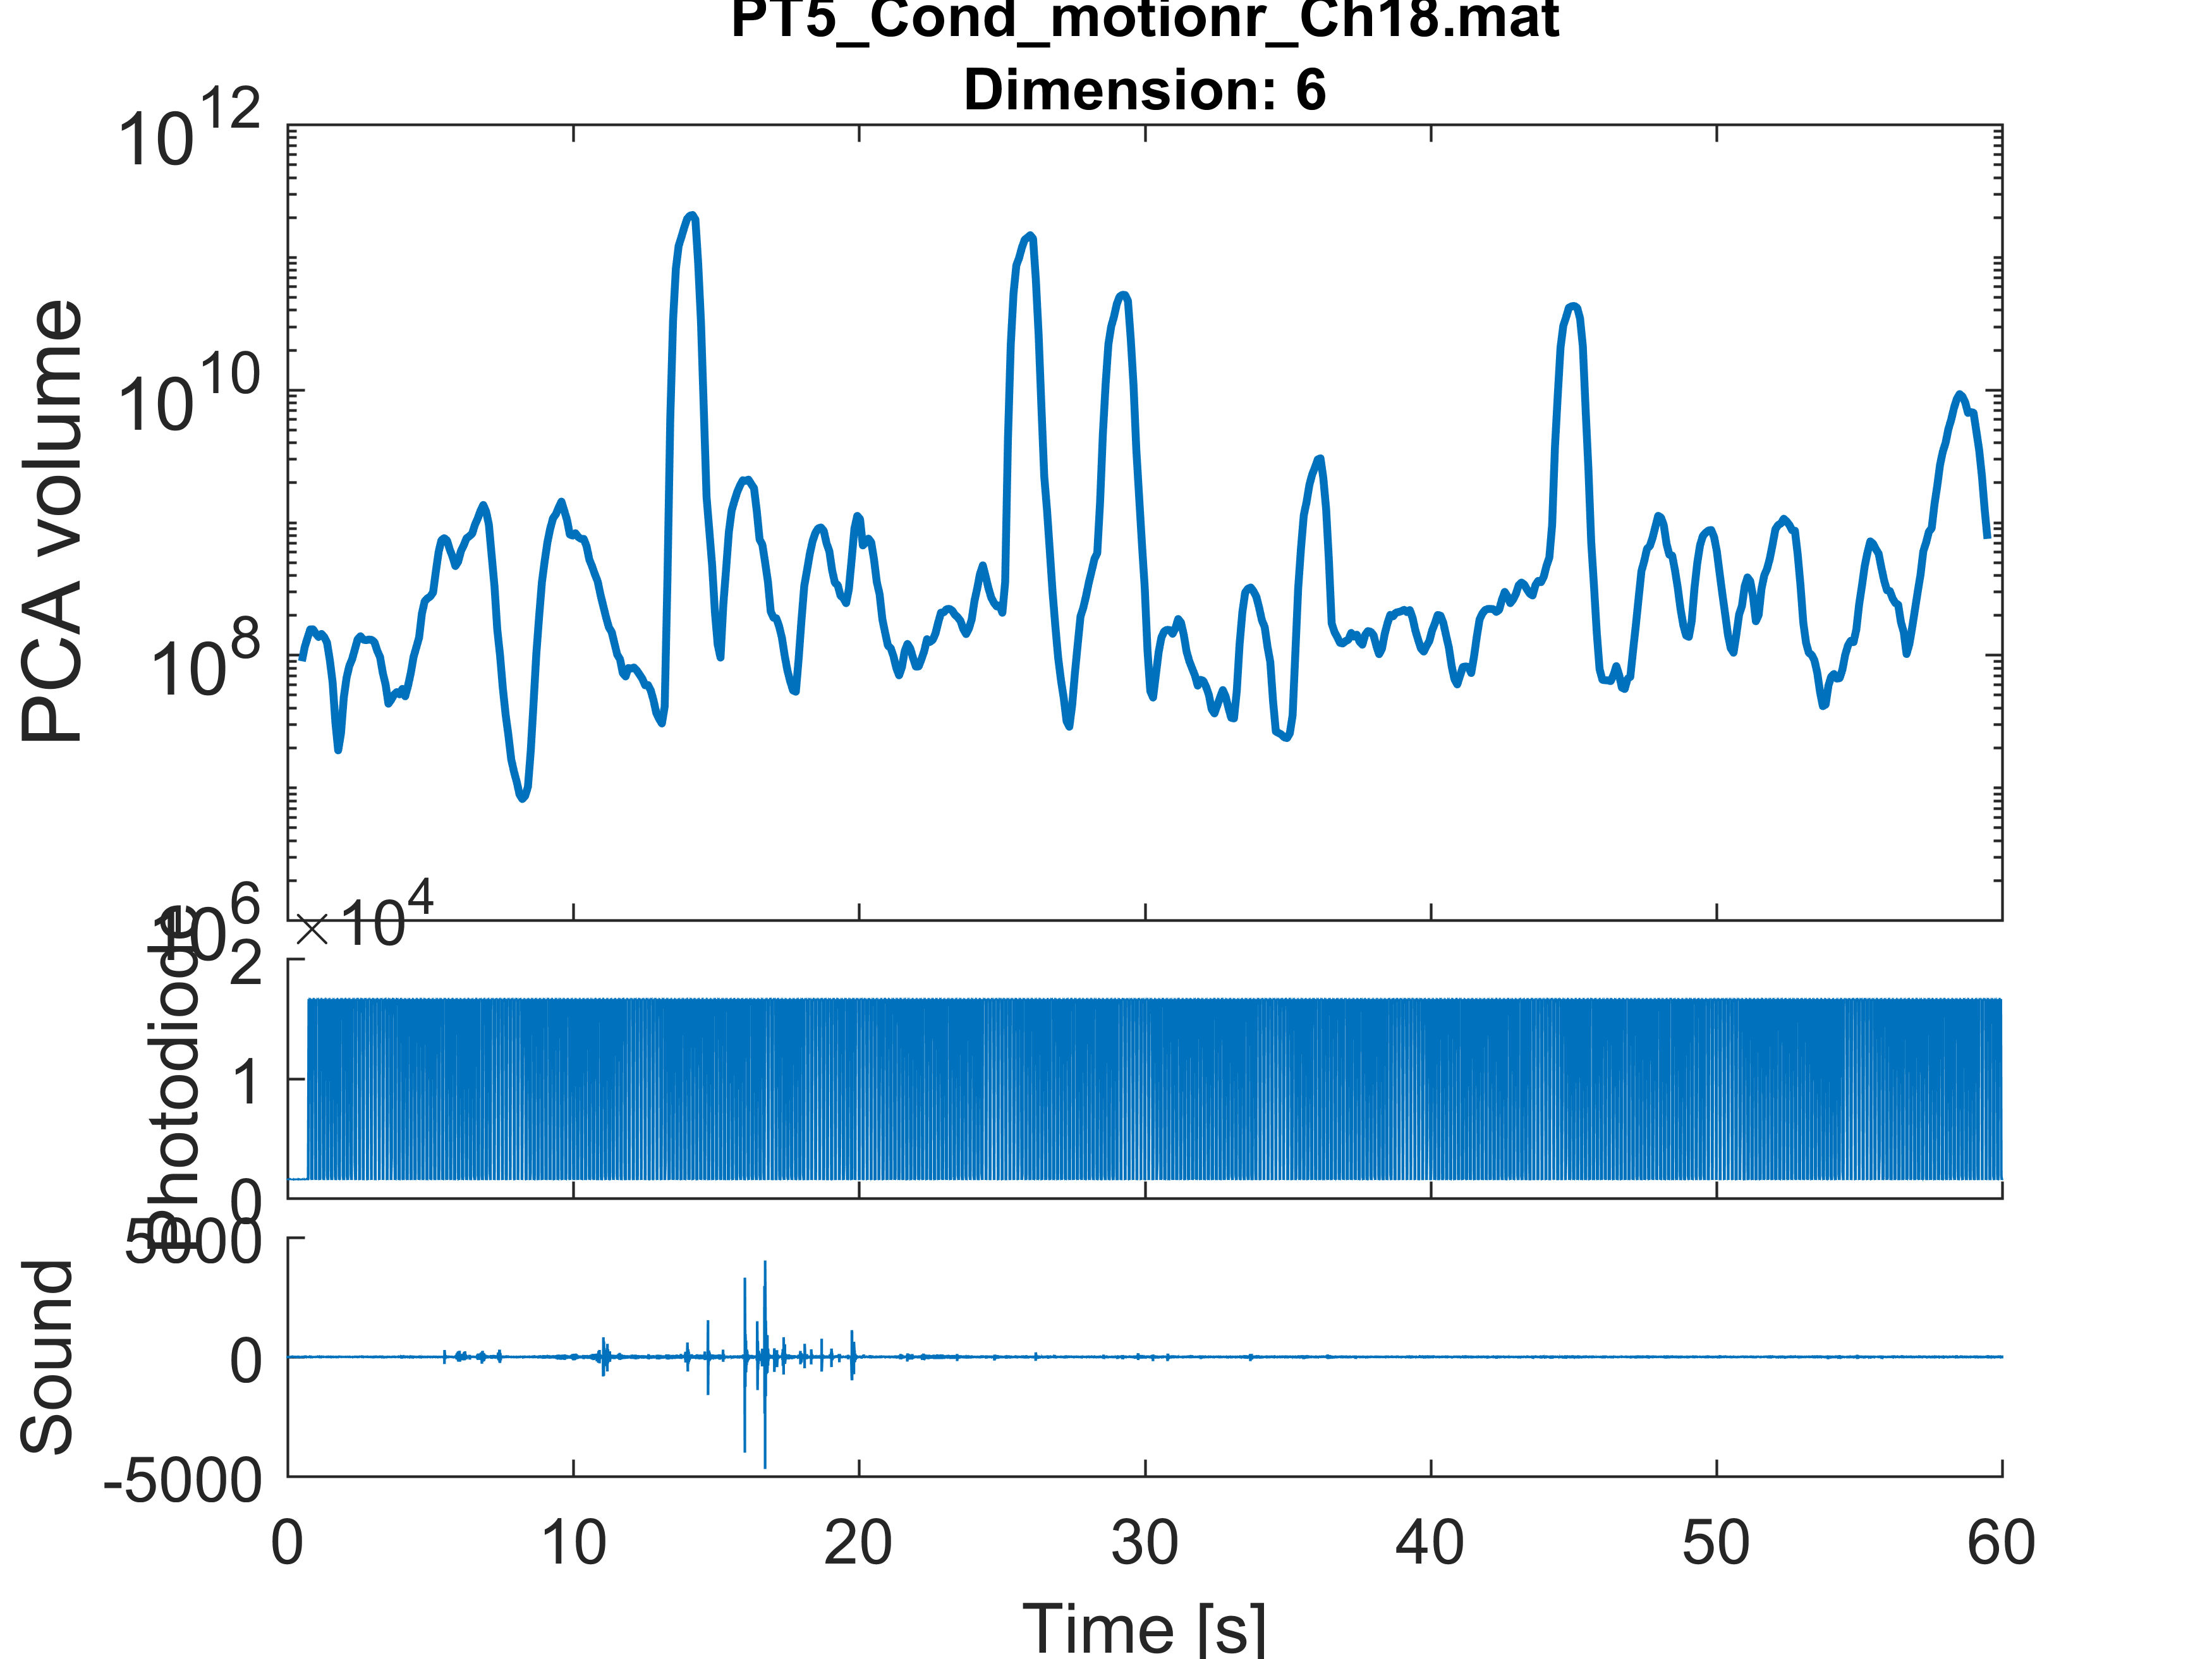 PT5_Cond_motionr_Ch18.mat
Dimension: 6
10^12
10^10
10^8
10^6
PCA volume
×10^4
2
1
0
Photodiode
5000
0
-5000
Sound
0 10 20 30 40 50 60
Time [s]